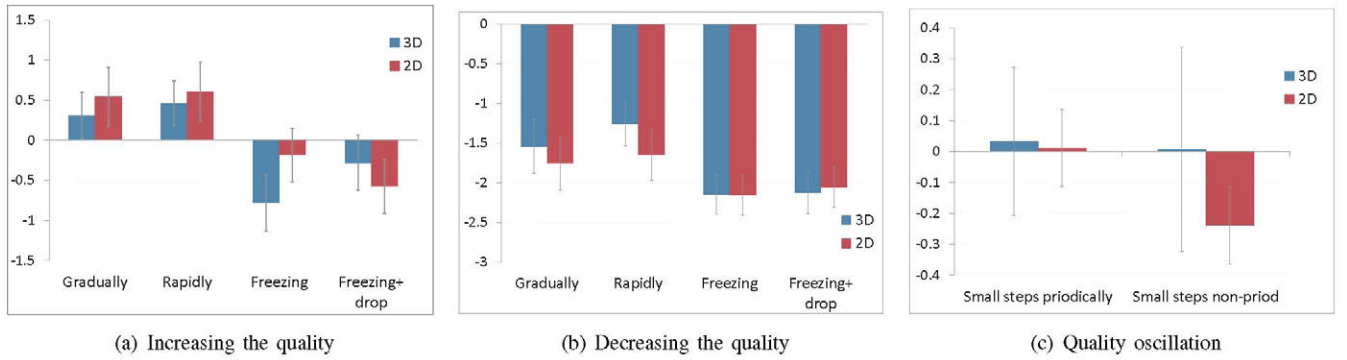 1.5
1
0.5
0
-0.5
-1
-1.5
3D
2D
Gradually Rapidly Freezing Freezing+
drop
(a) Increasing the quality
0
-0.5
-1
-1.5
-2
-2.5
-3
3D
2D
Gradually Rapidly Freezing Freezing+
drop
(b) Decreasing the quality
0.4
0.3
0.2
0.1
0
-0.1
-0.2
-0.3
-0.4
3D
2D
Small steps priodically Small steps non-priod
(c) Quality oscillation